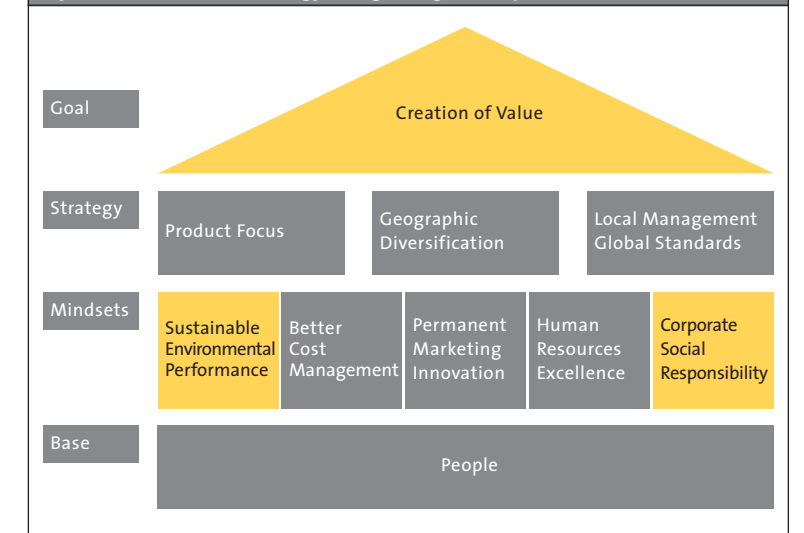 Goal
Creation of Value
Strategy
Product Focus
Geographic
Diversification
Local Management
Global Standards
Mindsets
Sustainable
Environmental
Performance
Better
Cost
Management
Permanent
Marketing
Innovation
Human
Resources
Excellence
Corporate
Social
Responsibility
Base
People